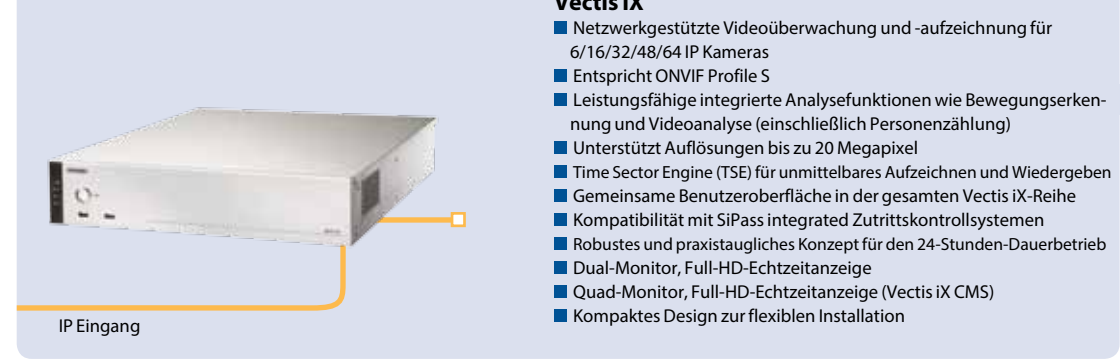 Vectis iX
■ Netzwerkgestützte Videoüberwachung und -aufzeichnung für
6/16/32/48/64 IP Kameras
■ Entspricht ONVIF Profile S
■ Leistungsfähige integrierte Analysefunktionen wie Bewegungserken-
nung und Videoanalyse (einschließlich Personenzählung)
■ Unterstützt Auflösungen bis zu 20 Megapixel
■ Time Sector Engine (TSE) für unmittelbares Aufzeichnen und Wiedergeben
■ Gemeinsame Benutzeroberfläche in der gesamten Vectis iX-Reihe
■ Kompatibilität mit SiPass integrated Zutrittskontrollsystemen
■ Robustes und praxistaugliches Konzept für den 24-Stunden-Dauerbetrieb
■ Dual-Monitor, Full-HD-Echtzeitanzeige
■ Quad-Monitor, Full-HD-Echtzeitanzeige (Vectis iX CMS)
■ Kompaktes Design zur flexiblen Installation
IP Eingang